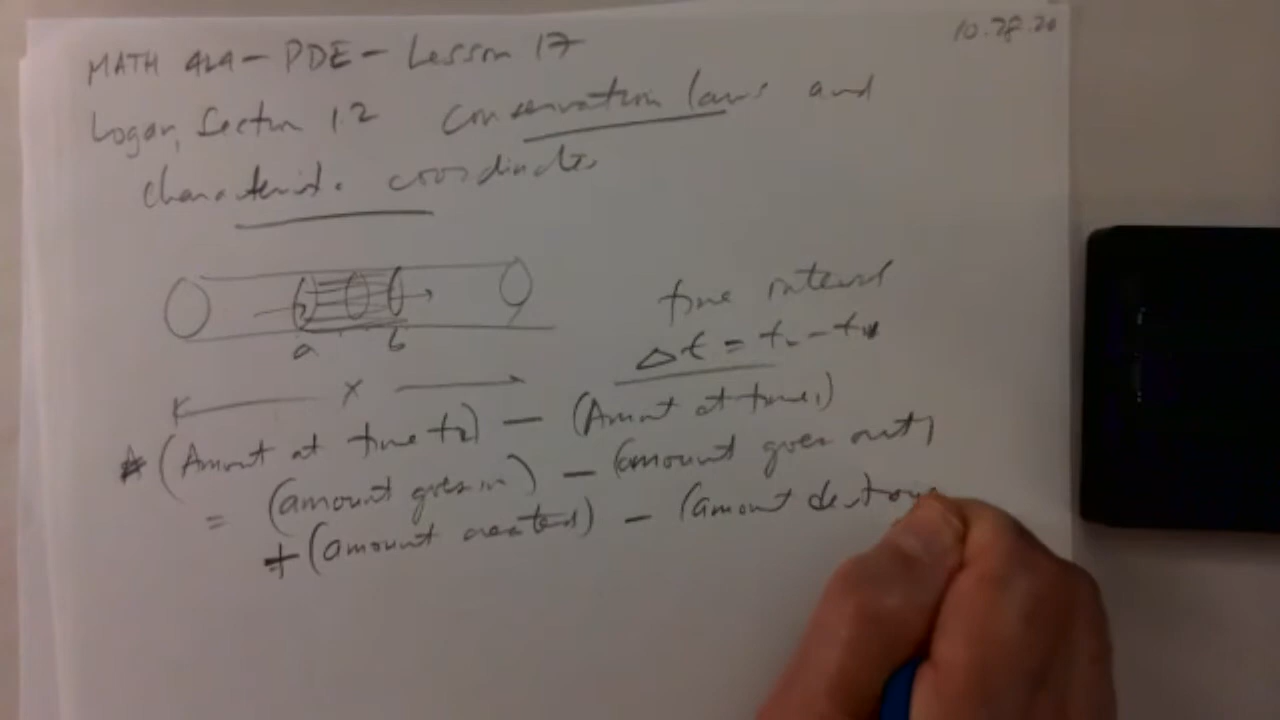 MATH 424 - PDE - Lesson 17
10.28.20
Logan, Section 1.2 Conservation laws and
characteristic coordinates
a b
x
time interval
Δt = t₂ - t₁
(Amount at time t₂) - (Amount at time t₁)
= (amount goes in) - (amount goes out)
+ (amount created) - (amount destroy